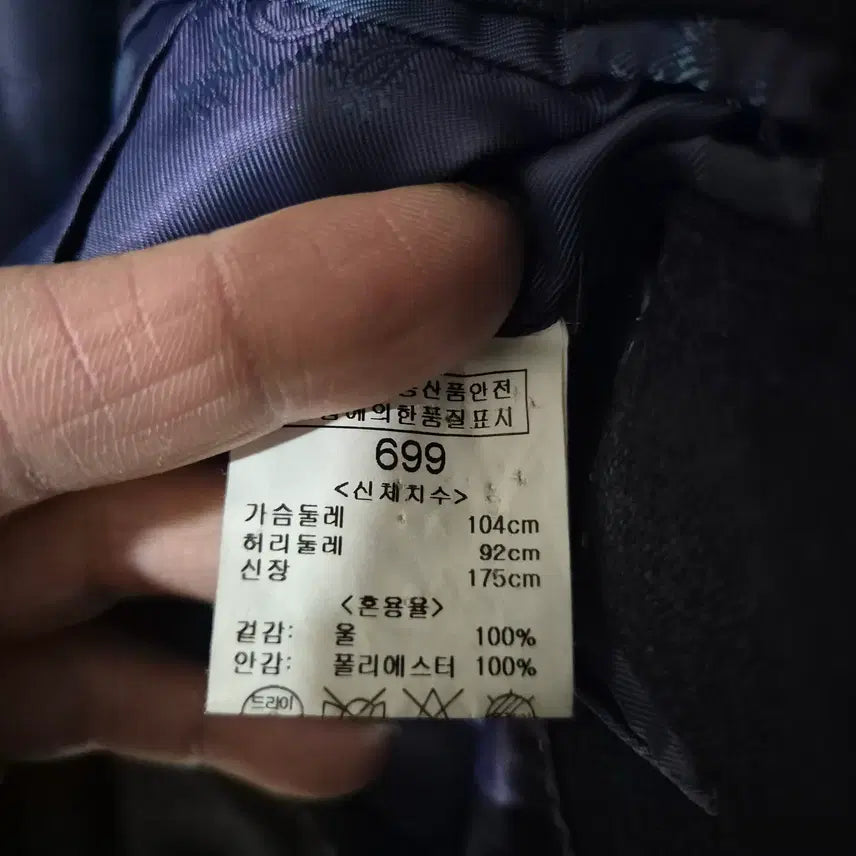 공산품안전
의한품질표시
699
<신체치수>
가슴둘레 104cm
허리둘레 92cm
신장 175cm
<혼용율>
겉감: 울 100%
안감: 폴리에스터 100%
드라이